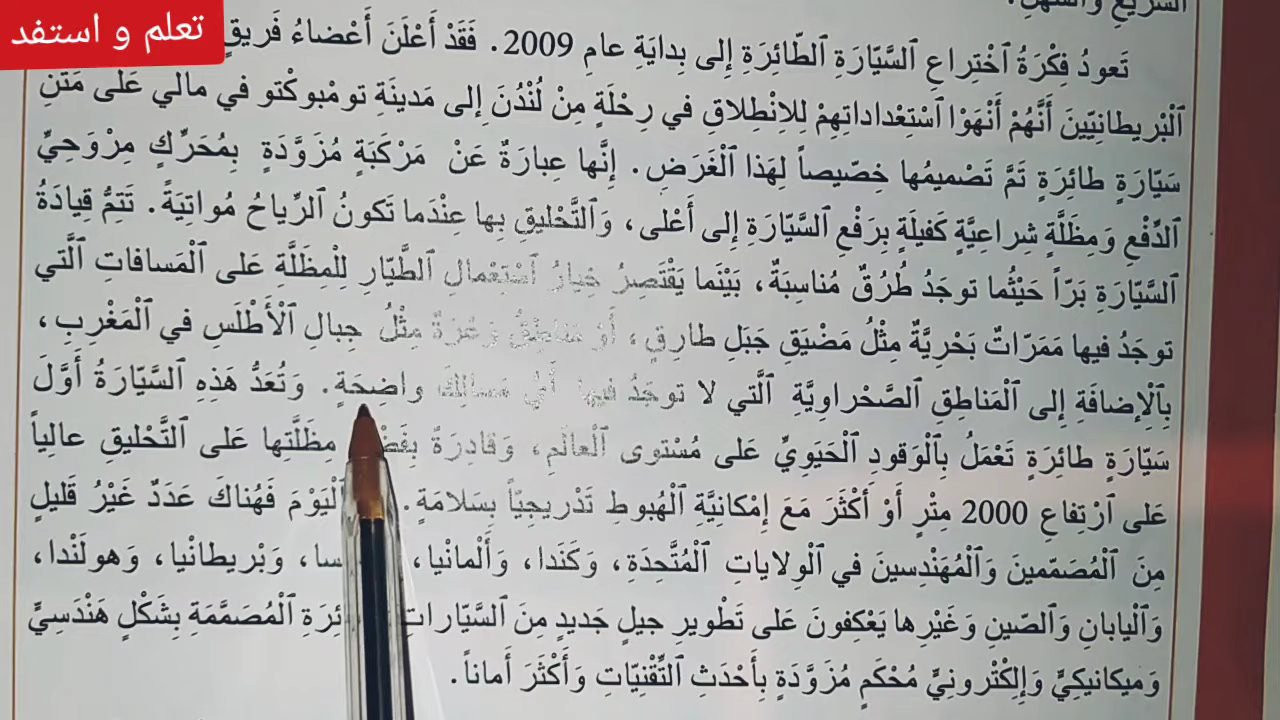 تعلم و استفد
السَّريعِ وَالسَّهْلِ.
تَعودُ فِكْرَةُ ٱخْتِراعِ ٱلسَّيّارَةِ ٱلطّائِرَةِ إِلى بِدايَةِ عامِ 2009. فَقَدْ أَعْلَنَ أَعْضاءُ فَريقٍ
ٱلْبْريطانِيّينَ أَنَّهُمْ أَنْهَوْا ٱسْتَعْداداتِهِمْ لِلاِنْطِلاقِ في رِحْلَةٍ مِنْ لُنْدُنَ إِلى مَدينَةِ تومْبوكْتو في مالي عَلى مَتْنِ
سَيّارَةٍ طائِرَةٍ تَمَّ تَصْميمُها خِصّيصاً لِهَذا ٱلْغَرَضِ. إِنَّها عِبارَةٌ عَنْ مَرْكَبَةٍ مُزَوَّدَةٍ بِمُحَرِّكٍ مِرْوَحِيِّ
ٱلدَّفْعِ وَمِظَلَّةٍ شِراعِيَّةٍ كَفيلَةٍ بِرَفْعِ ٱلسَّيّارَةِ إِلى أَعْلى، وَٱلتَّحْليقِ بِها عِنْدَما تَكونُ ٱلرِّياحُ مُواتِيَةً. تَتِمُّ قِيادَةُ
ٱلسَّيّارَةِ بَرّاً حَيْثُما توجَدُ طُرُقٌ مُناسِبَةٌ، بَيْنَما يَقْتَصِرُ خِيارُ ٱسْتِعْمالِ ٱلطَّيّارِ لِلْمِظَلَّةِ عَلى ٱلْمَسافاتِ ٱلَّتي
توجَدُ فيها مَمَرّاتٌ بَحْرِيَّةٌ مِثْلُ مَضْيَقِ جَبَلِ طارِقٍ، أَوْ مَناطِقُ وَعْرَةٌ مِثْلُ جِبالِ ٱلْأَطْلَسِ في ٱلْمَغْرِبِ،
بِٱلْإِضافَةِ إِلى ٱلْمَناطِقِ ٱلصَّحْراوِيَّةِ ٱلَّتي لا توجَدُ فيها أَيُّ مَسالِكَ واضِحَةٍ. وَتُعَدُّ هَذِهِ ٱلسَّيّارَةُ أَوَّلَ
سَيّارَةٍ طائِرَةٍ تَعْمَلُ بِٱلْوَقودِ ٱلْحَيَوِيِّ عَلى مُسْتوى ٱلْعالَمِ، وَقادِرَةً مِظَلَّتِها عَلى ٱلتَّحْليقِ عالِياً
عَلى ٱرْتِفاعِ 2000 مِتْرٍ أَوْ أَكْثَرَ مَعَ إِمْكانِيَّةِ ٱلْهُبوطِ تَدْريجِيّاً بِسَلامَةٍ. ٱلْيَوْمَ فَهُناكَ عَدَدٌ غَيْرُ قَليلٍ
مِنَ ٱلْمُصَمّمينَ وَٱلْمُهَنْدِسينَ في ٱلْوِلاياتِ ٱلْمُتَّحِدَةِ، وَكَنَدا، وَأَلْمانْيا، وَبْريطانْيا، وَهولَنْدا،
وَٱلْيابانِ وَٱلصّينِ وَغَيْرِها يَعْكِفونَ عَلى تَطْويرِ جيلٍ جَديدٍ مِنَ ٱلسَّيّاراتِ ٱلْمُصَمَّمَةِ بِشَكْلٍ هَنْدَسِيٍّ
وَميكانيكِيٍّ وَإِلِكْتْرونِيٍّ مُحْكَمٍ مُزَوَّدَةٍ بِأَحْدَثِ ٱلتِّقْنِيّاتِ وَأَكْثَرَ أَماناً.